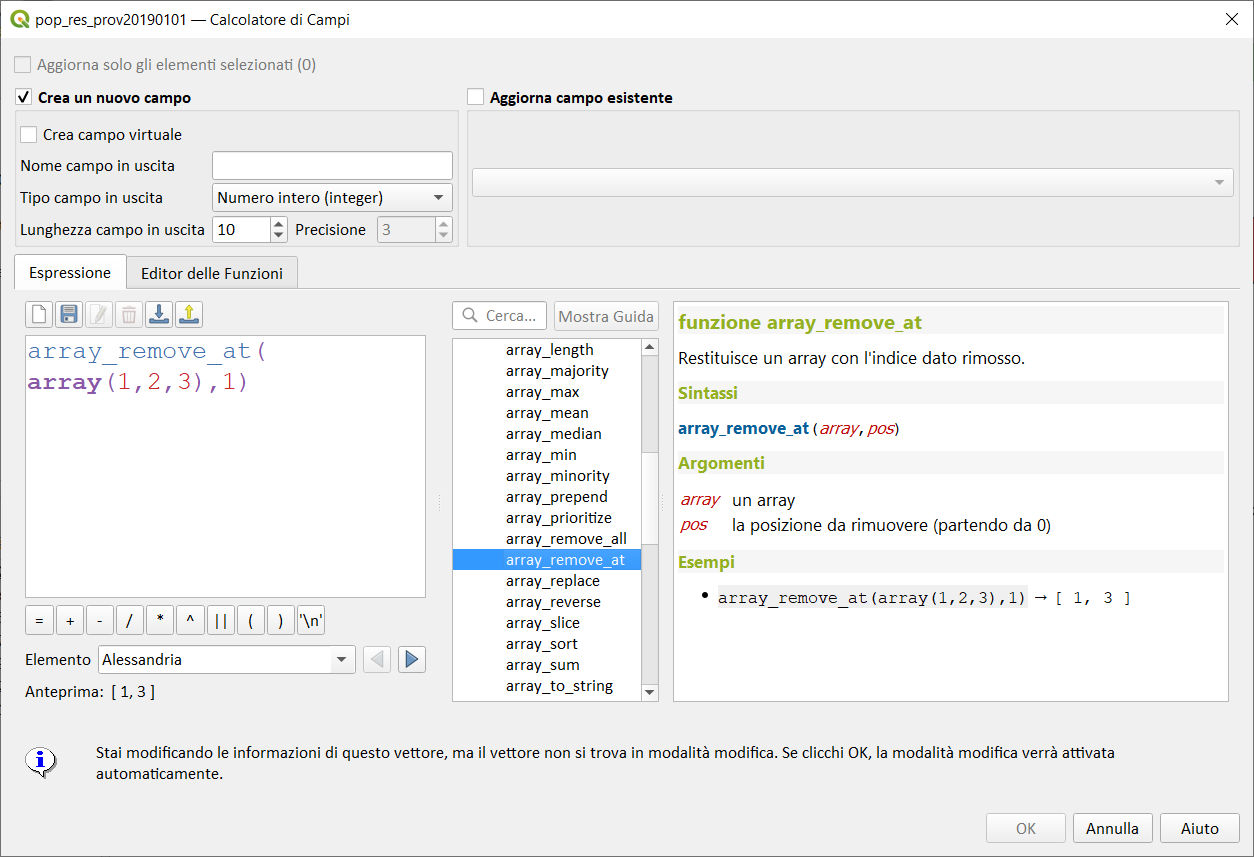 pop_res_prov20190101 — Calcolatore di Campi
Aggiorna solo gli elementi selezionati (0)
Crea un nuovo campo
Aggiorna campo esistente
Crea campo virtuale
Nome campo in uscita
Tipo campo in uscita Numero intero (integer)
Lunghezza campo in uscita 10 Precisione 3
Espressione Editor delle Funzioni
array_remove_at(
array(1,2,3),1)
= + - / * ^ || ( ) '\n'
Elemento Alessandria
Anteprima: [ 1, 3 ]
Cerca... Mostra Guida
array_length
array_majority
array_max
array_mean
array_median
array_min
array_minority
array_prepend
array_prioritize
array_remove_all
array_remove_at
array_replace
array_reverse
array_slice
array_sort
array_sum
array_to_string
funzione array_remove_at
Restituisce un array con l'indice dato rimosso.
Sintassi
array_remove_at(array,pos)
Argomenti
array un array
pos la posizione da rimuovere (partendo da 0)
Esempi
• array_remove_at(array(1,2,3),1) → [ 1, 3 ]
Stai modificando le informazioni di questo vettore, ma il vettore non si trova in modalità modifica. Se clicchi OK, la modalità modifica verrà attivata
automaticamente.
OK Annulla Aiuto